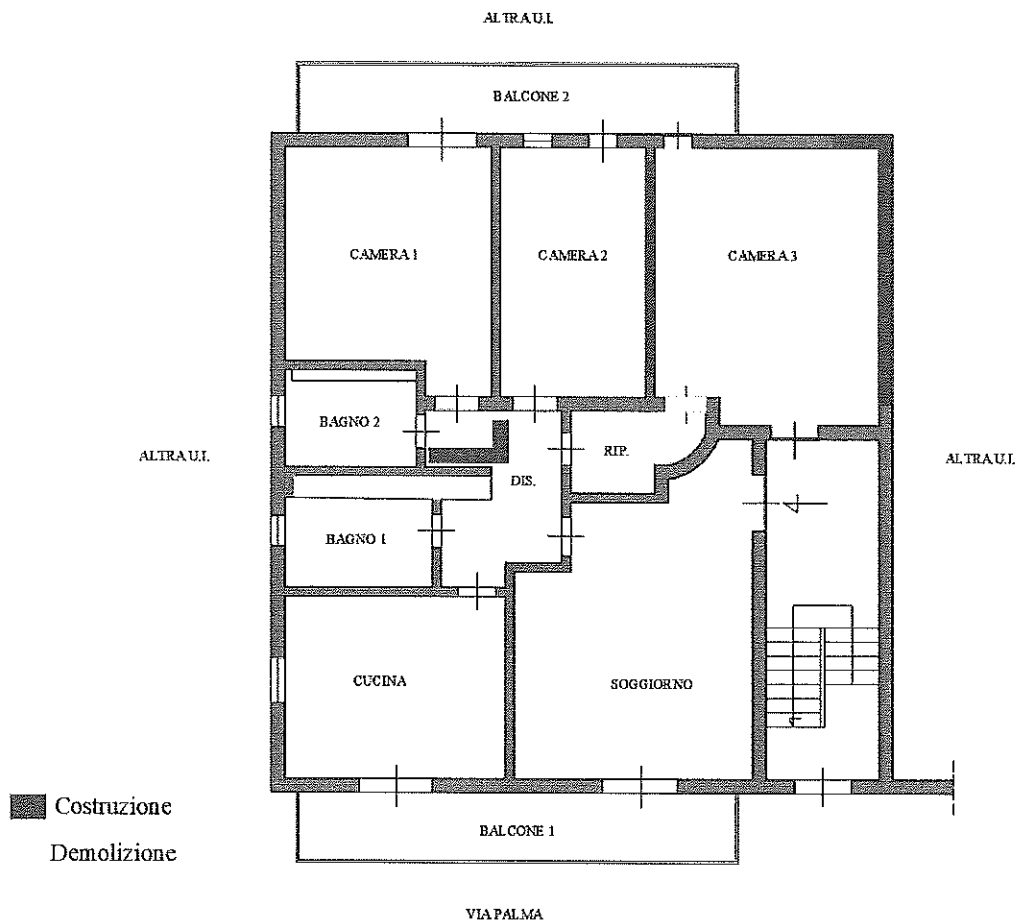 ALTRA U.I.
BALCONE 2
CAMERA 1
CAMERA 2
CAMERA 3
BAGNO 2
RIP.
ALTRA U.I.
ALTRA U.I.
DIS.
BAGNO 1
CUCINA
SOGGIORNO
Costruzione
BALCONE 1
Demolizione
VIA PALMA